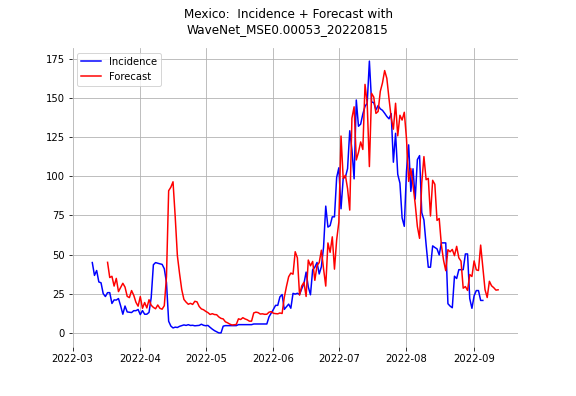 Mexico:  Incidence + Forecast with
WaveNet_MSE0.00053_20220815
Incidence
Forecast
175
150
125
100
75
50
25
0
2022-03 2022-04 2022-05 2022-06 2022-07 2022-08 2022-09